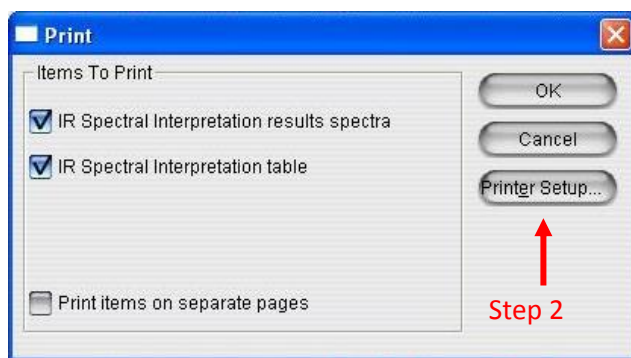 Print
Items To Print
IR Spectral Interpretation results spectra
IR Spectral Interpretation table
Print items on separate pages
OK
Cancel
Printer Setup...
Step 2